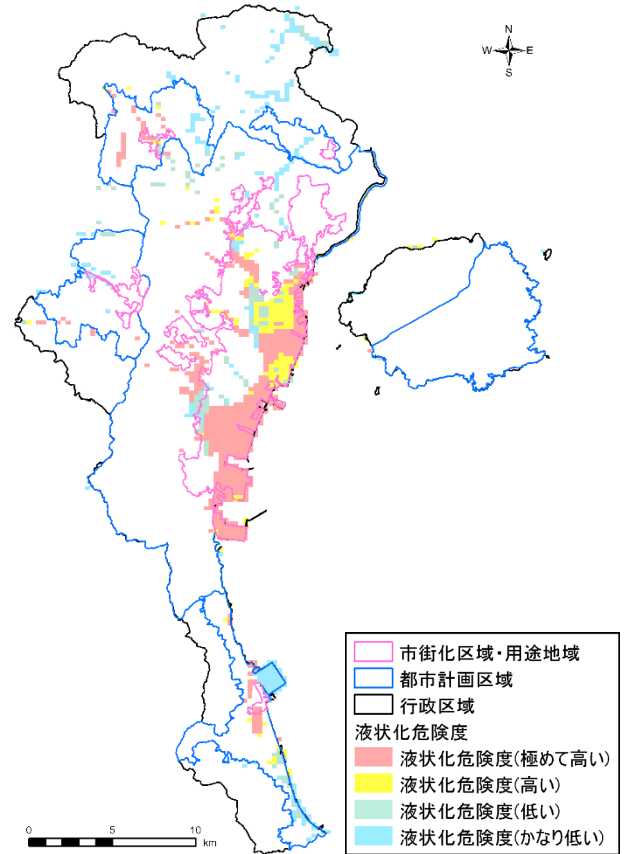 N
W E
S
市街化区域・用途地域
都市計画区域
行政区域
液状化危険度
液状化危険度(極めて高い)
液状化危険度(高い)
液状化危険度(低い)
液状化危険度(かなり低い)
0 5 10
km